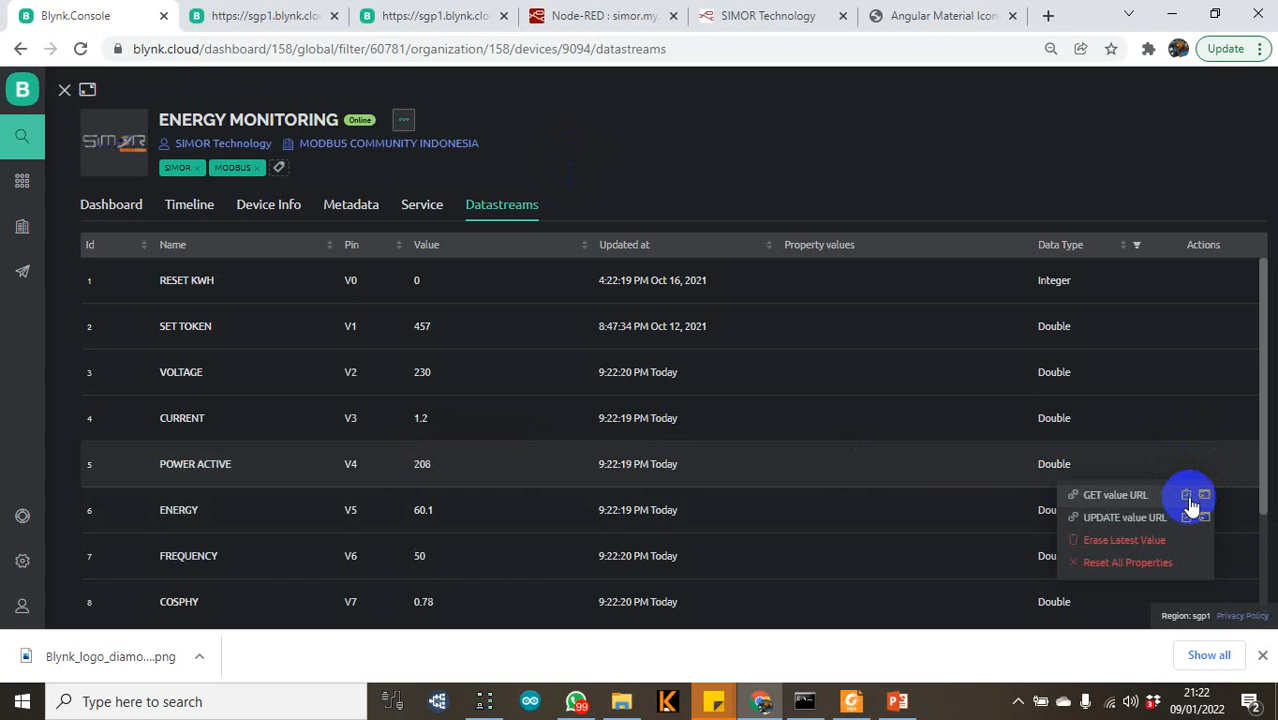 Blynk.Console
https://sgp1.blynk.clo
https://sgp1.blynk.clo
Node-RED : simor.my.
SIMOR Technology
Angular Material Icon
blynk.cloud/dashboard/158/global/filter/60781/organization/158/devices/9094/datastreams
Update
B
ENERGY MONITORING Online
SIMOR
SIMOR Technology MODBUS COMMUNITY INDONESIA
SIMOR MODBUS
Dashboard Timeline Device Info Metadata Service Datastreams
Id Name Pin Value Updated at Property values Data Type Actions
1 RESET KWH V0 0 4:22:19 PM Oct 16, 2021 Integer
2 SET TOKEN V1 457 8:47:34 PM Oct 12, 2021 Double
3 VOLTAGE V2 230 9:22:20 PM Today Double
4 CURRENT V3 1.2 9:22:19 PM Today Double
5 POWER ACTIVE V4 208 9:22:19 PM Today Double
GET value URL
6 ENERGY V5 60.1 9:22:19 PM Today Dou
UPDATE value URL
Erase Latest Value
7 FREQUENCY V6 50 9:22:20 PM Today Dou
Reset All Properties
8 COSPHY V7 0.78 9:22:20 PM Today Double
Region: sgp1 Privacy Policy
Blynk_logo_diamo....png
Show all
Type here to search
99
21:22
09/01/2022
2